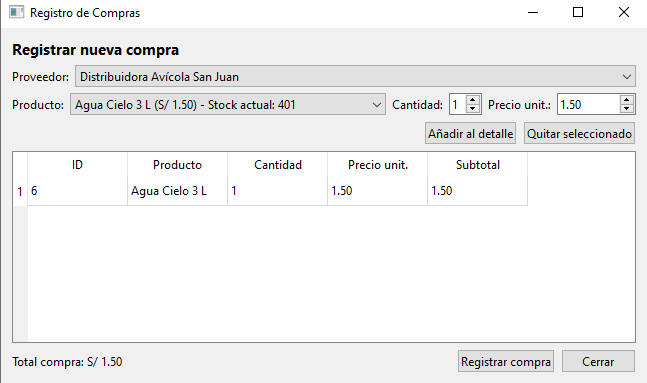 Registro de Compras
Registrar nueva compra
Proveedor: Distribuidora Avícola San Juan
Producto: Agua Cielo 3 L (S/ 1.50) - Stock actual: 401 Cantidad: 1 Precio unit.: 1.50
Añadir al detalle Quitar seleccionado
ID Producto Cantidad Precio unit. Subtotal
1 6 Agua Cielo 3 L 1 1.50 1.50
Total compra: S/ 1.50 Registrar compra Cerrar